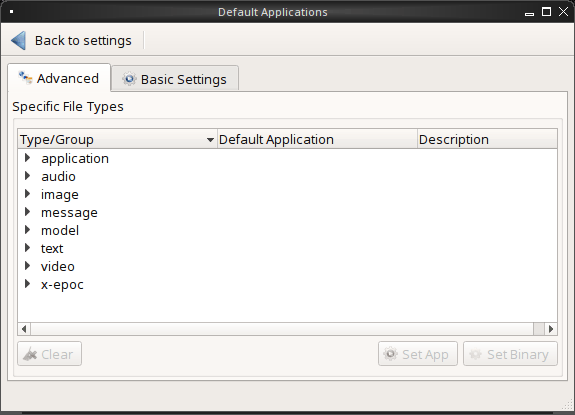 Default Applications
Back to settings
Advanced
Basic Settings
Specific File Types
Type/Group Default Application Description
application
audio
image
message
model
text
video
x-epoc
Clear Set App Set Binary